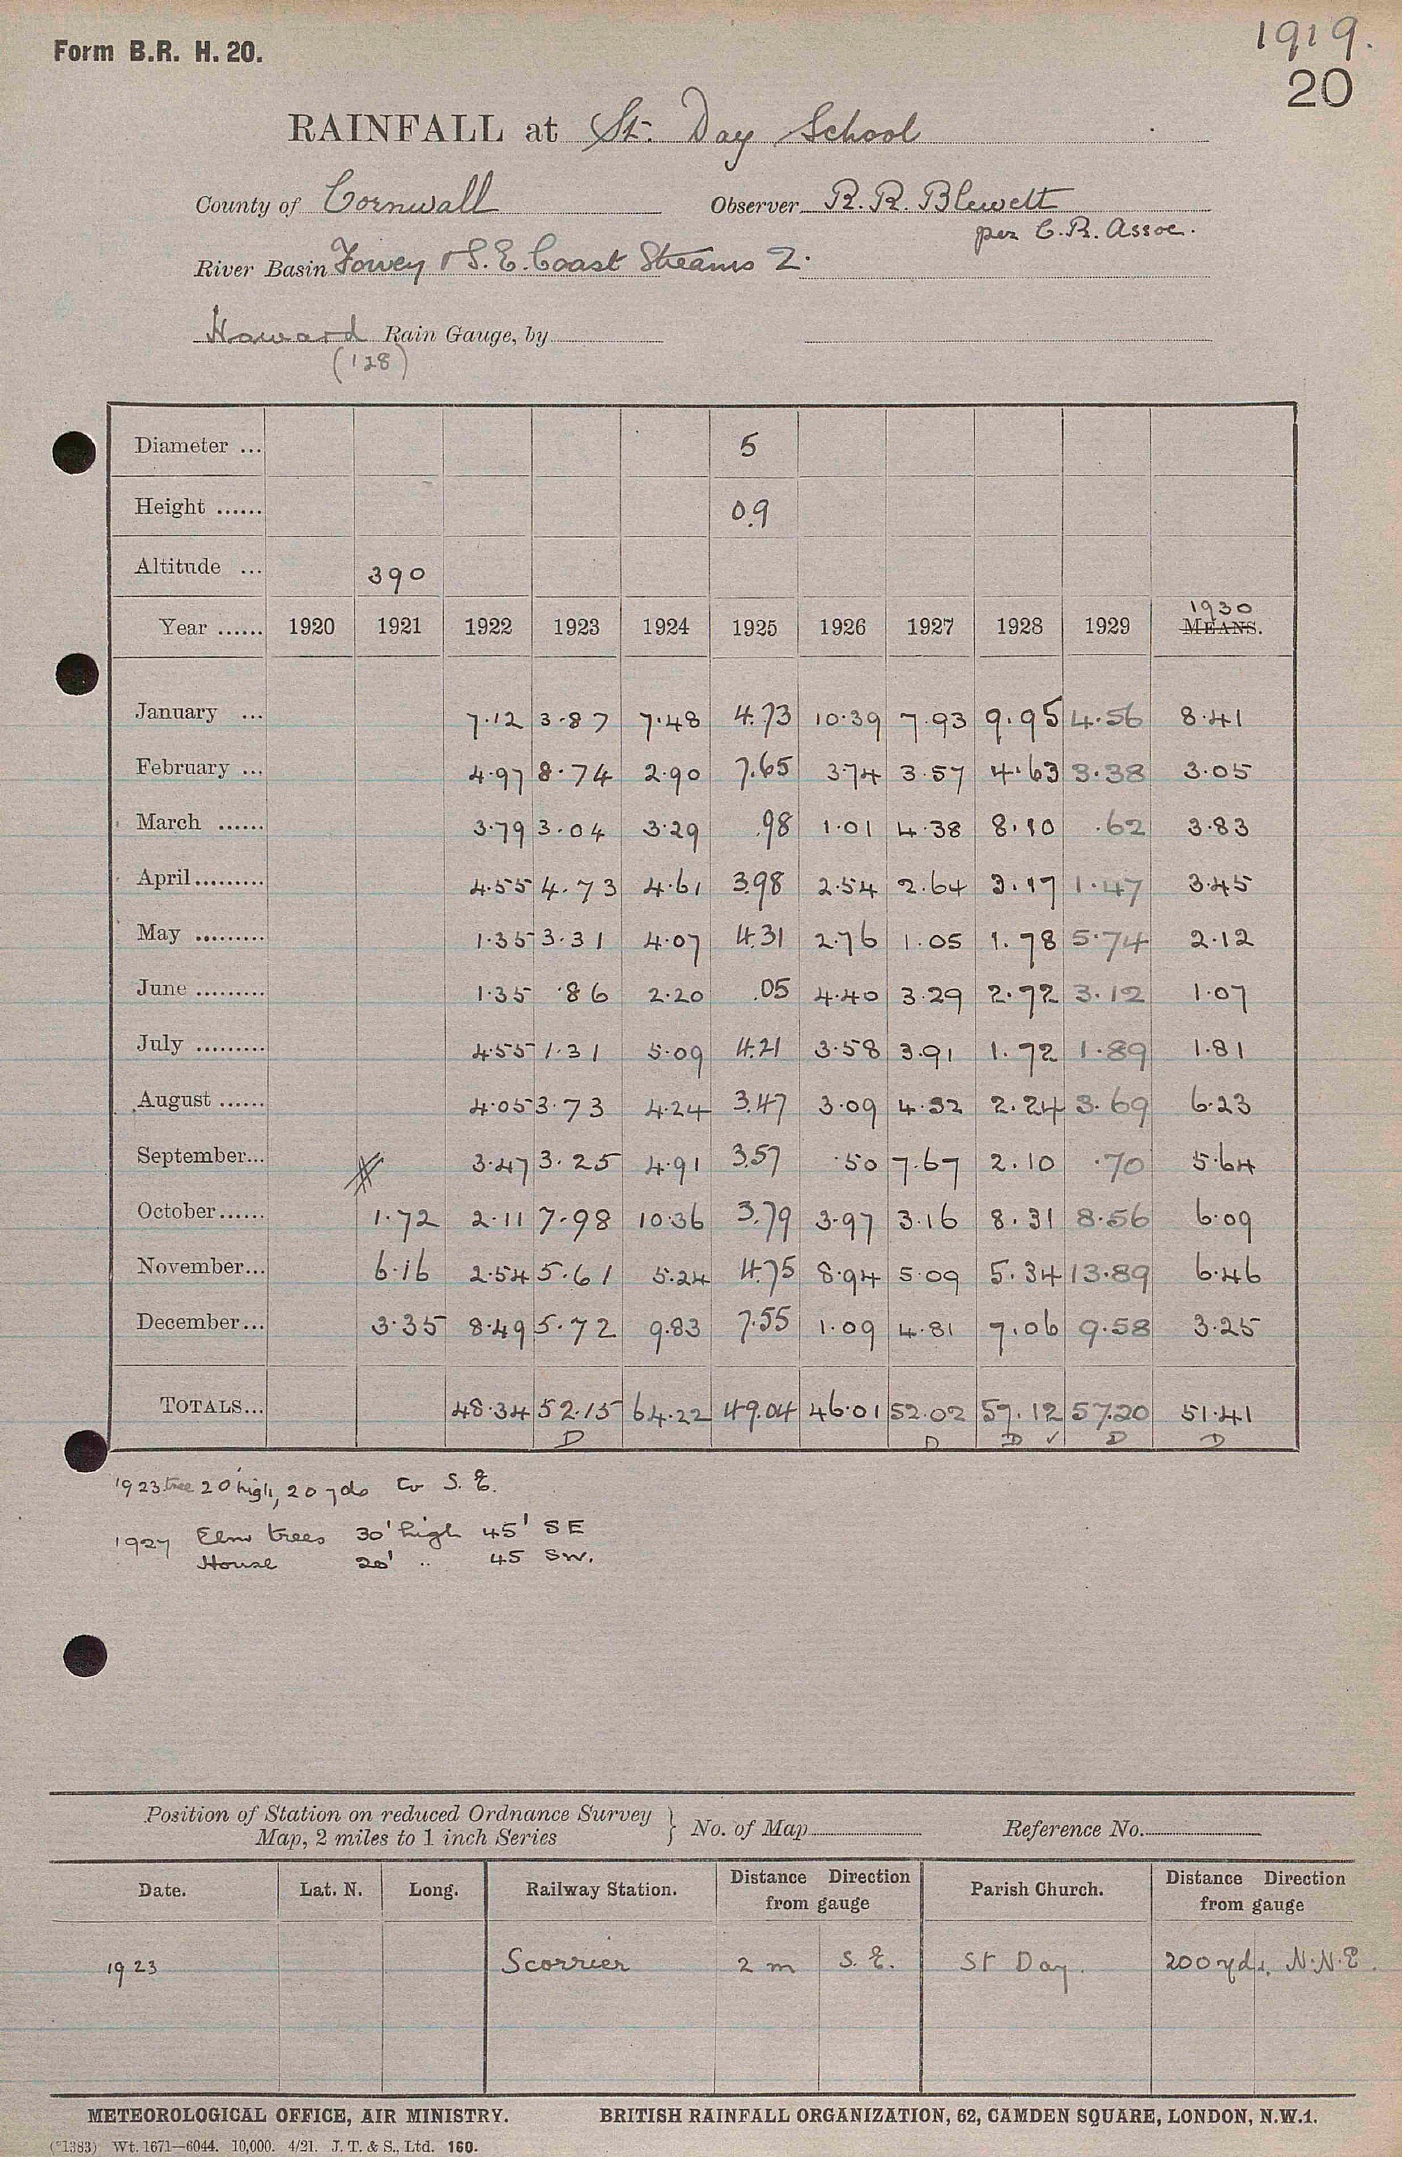 1919.
Form B.R. H. 20.
20
RAINFALL at St. Day School
County of Cornwall Observer R. R. Blewett
per C. R. Assoc.
River Basin Fowey & S. E. Coast Streams 2.
Howard Rain Gauge, by
(128)
Diameter ... 5
Height ...... 0.9
Altitude ... 390
1930
Year ...... 1920 1921 1922 1923 1924 1925 1926 1927 1928 1929 MEANS.
January ... 7.12 3.87 7.48 4.73 10.39 7.93 9.95 4.56 8.41
February ... 4.97 8.74 2.90 7.65 3.74 3.57 4.63 3.38 3.05
March ...... 3.79 3.04 3.29 .98 1.01 4.38 8.10 .62 3.83
April ......... 4.55 4.73 4.61 3.98 2.54 2.64 3.17 1.47 3.45
May ......... 1.35 3.31 4.07 4.31 2.76 1.05 1.78 5.74 2.12
June ......... 1.35 .86 2.20 .05 4.40 3.29 2.72 3.12 1.07
July ......... 4.55 1.31 5.09 4.21 3.58 3.91 1.72 1.89 1.81
August ...... 4.05 3.73 4.24 3.47 3.09 4.52 2.24 3.69 6.23
September... 3.47 3.25 4.91 3.57 .50 7.67 2.10 .70 5.64
October...... 1.72 2.11 7.98 10.36 3.79 3.97 3.16 8.31 8.56 6.09
November... 6.16 2.54 5.61 5.24 4.75 8.94 5.09 5.34 13.89 6.46
December... 3.35 8.49 5.72 9.83 7.55 1.09 4.81 7.06 9.58 3.25
TOTALS... 48.34 52.15 64.22 49.04 46.01 52.02 57.12 57.20 51.41
D D D ✓ D D
1923 tree 20' high, 20 yds to S. E.
1927 Elm trees 30' high 45' SE
House 20' .. 45 SW.
Position of Station on reduced Ordnance Survey
Map, 2 miles to 1 inch Series } No. of Map Reference No.
Date. Lat. N. Long. Railway Station. Distance Direction from gauge Parish Church. Distance Direction from gauge
1923 Scorrier 2 m S. E. St Day. 200 yds. N.N.E.
METEOROLOGICAL OFFICE, AIR MINISTRY. BRITISH RAINFALL ORGANIZATION, 62, CAMDEN SQUARE, LONDON, N.W.1.
(*1383) Wt. 1671—6044. 10,000. 4/21. J. T. & S., Ltd. 160.